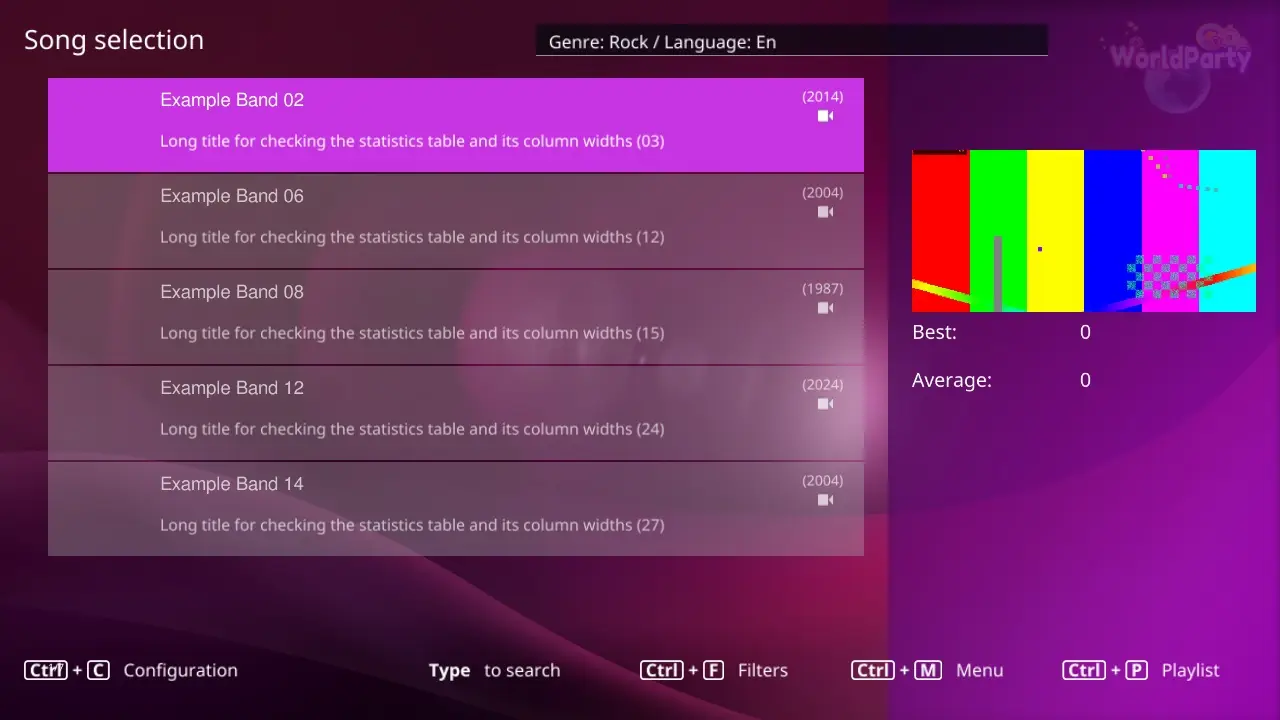 Song selection
Genre: Rock / Language: En
WorldParty
Example Band 02
(2014)
Long title for checking the statistics table and its column widths (03)
Example Band 06
(2004)
Long title for checking the statistics table and its column widths (12)
Example Band 08
(1987)
Long title for checking the statistics table and its column widths (15)
Example Band 12
(2024)
Long title for checking the statistics table and its column widths (24)
Example Band 14
(2004)
Long title for checking the statistics table and its column widths (27)
Best: 0
Average: 0
Ctrl + C Configuration
Type to search
Ctrl + F Filters
Ctrl + M Menu
Ctrl + P Playlist